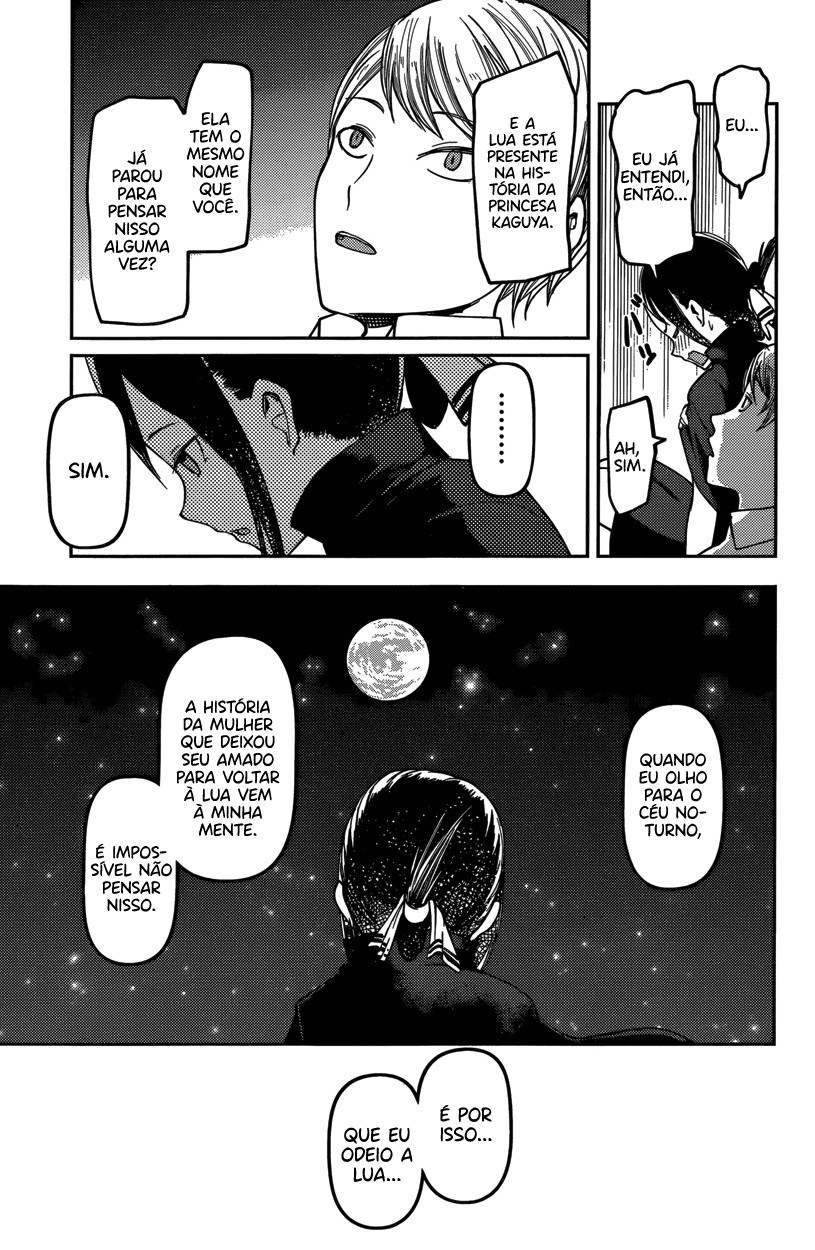 EU...
EU JÁ
ENTENDI,
ENTÃO...
AH,
SIM.
E A
LUA ESTÁ
PRESENTE
NA HIS-
TÓRIA DA
PRINCESA
KAGUYA.
ELA
TEM O
MESMO
NOME
QUE
VOCÊ.
JÁ
PAROU
PARA
PENSAR
NISSO
ALGUMA
VEZ?
.........
SIM.
QUANDO
EU OLHO
PARA O
CÉU NO-
TURNO,
A HISTÓRIA
DA MULHER
QUE DEIXOU
SEU AMADO
PARA VOLTAR
À LUA VEM
À MINHA
MENTE.
É IMPOS-
SÍVEL NÃO
PENSAR
NISSO.
É POR
ISSO...
QUE EU
ODEIO A
LUA...